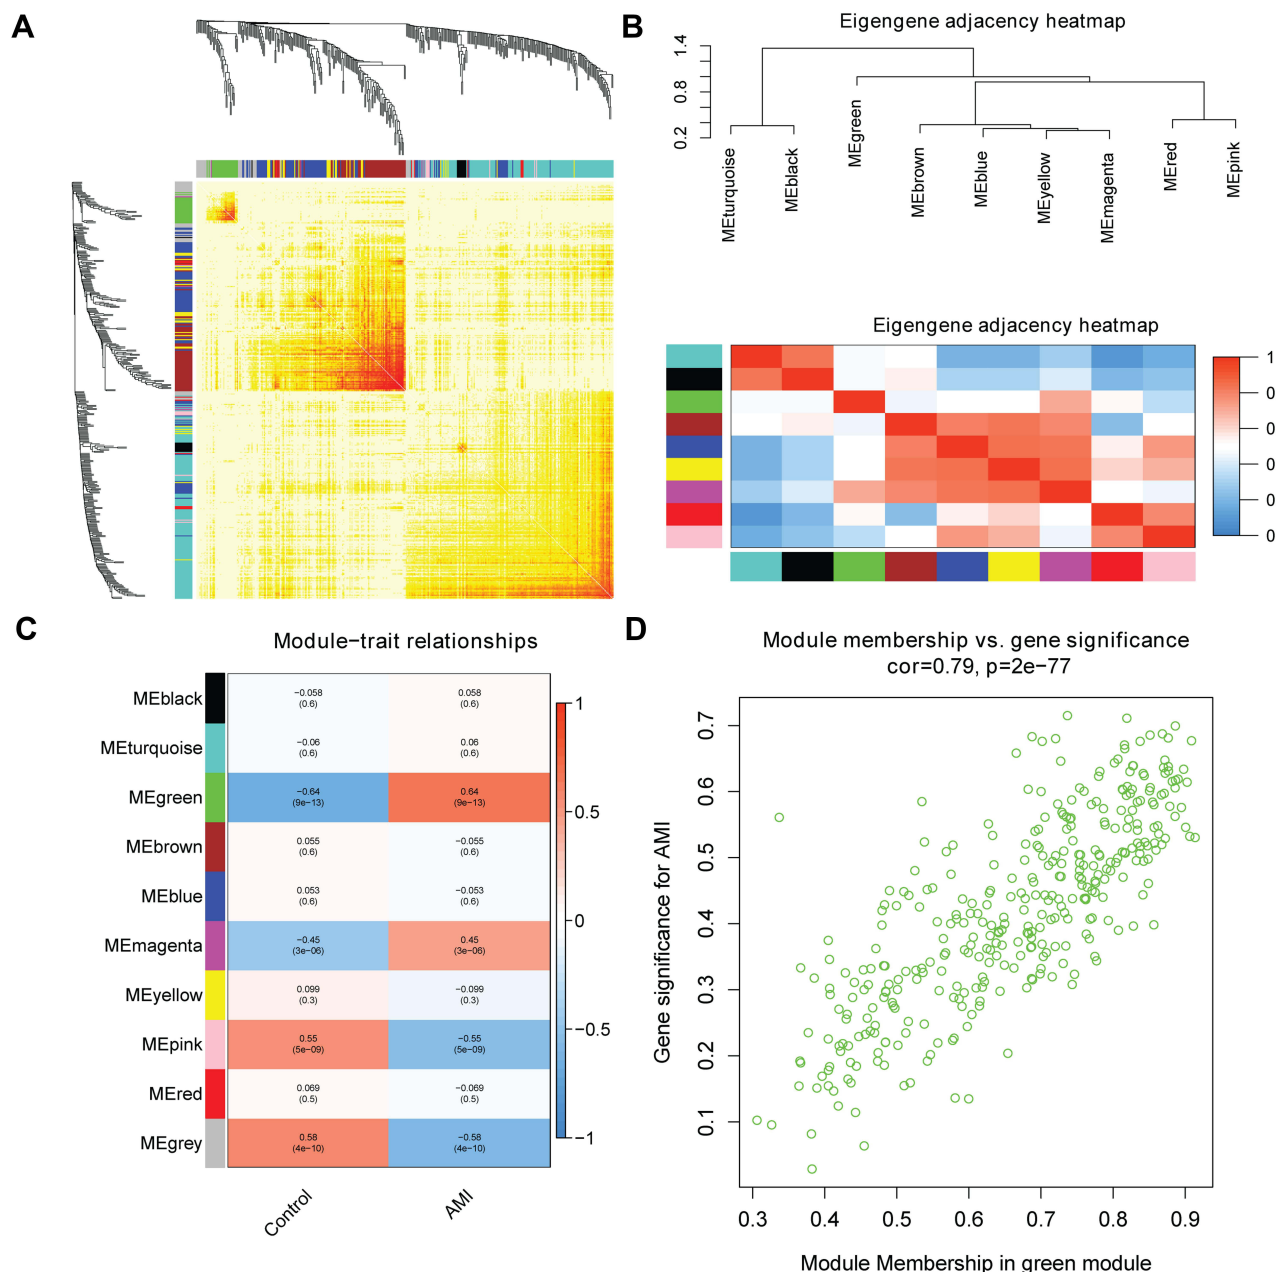 A
B
Eigengene adjacency heatmap
1.4
0.8
0.2
MEturquoise
MEblack
MEgreen
MEbrown
MEblue
MEyellow
MEmagenta
MEred
MEpink
Eigengene adjacency heatmap
1
0
0
0
0
0
C
Module−trait relationships
MEblack
−0.058
(0.6)
0.058
(0.6)
MEturquoise
−0.06
(0.6)
0.06
(0.6)
MEgreen
−0.64
(9e−13)
0.64
(9e−13)
MEbrown
0.055
(0.6)
−0.055
(0.6)
MEblue
0.053
(0.6)
−0.053
(0.6)
MEmagenta
−0.45
(3e−06)
0.45
(3e−06)
MEyellow
0.099
(0.3)
−0.099
(0.3)
MEpink
0.55
(5e−09)
−0.55
(5e−09)
MEred
0.069
(0.5)
−0.069
(0.5)
MEgrey
0.58
(4e−10)
−0.58
(4e−10)
Control
AMI
1
0.5
0
−0.5
−1
D
Module membership vs. gene significance
cor=0.79, p=2e−77
Gene significance for AMI
0.7
0.6
0.5
0.4
0.3
0.2
0.1
0.3
0.4
0.5
0.6
0.7
0.8
0.9
Module Membership in green module